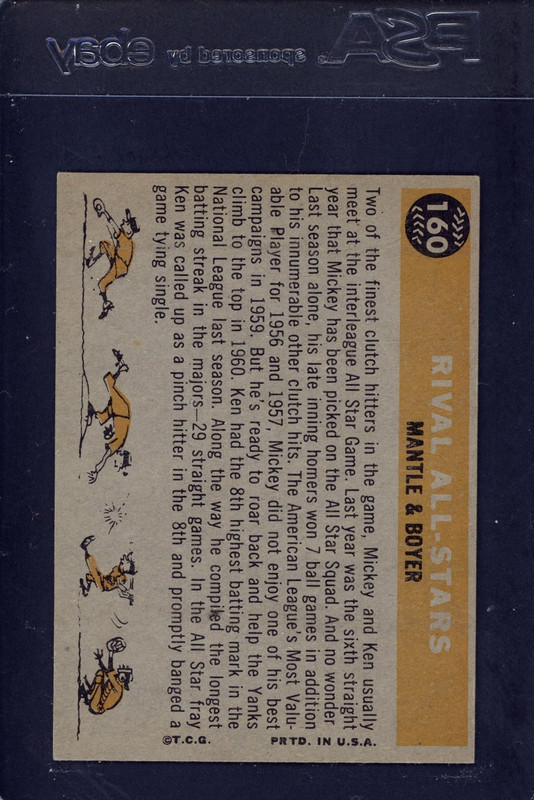 PSA
sponsored by ebay
160
RIVAL ALL-STARS
MANTLE & BOYER
Two of the finest clutch hitters in the game, Mickey and Ken usually
meet at the interleague All Star Game. Last year was the sixth straight
year that Mickey has been picked on the All Star Squad. And no wonder
Last season alone, his late inning homers won 7 ball games in addition
to his innumerable other clutch hits. The American League's Most Valu-
able Player for 1956 and 1957, Mickey did not enjoy one of his best
campaigns in 1959. But he's ready to roar back and help the Yanks
climb to the top in 1960. Ken had the 8th highest batting mark in the
National League last season. Along the way he compiled the longest
batting streak in the majors—29 straight games. In the All Star fray
Ken was called up as a pinch hitter in the 8th and promptly banged a
game tying single.
©T.C.G.
PRTD. IN U.S.A.